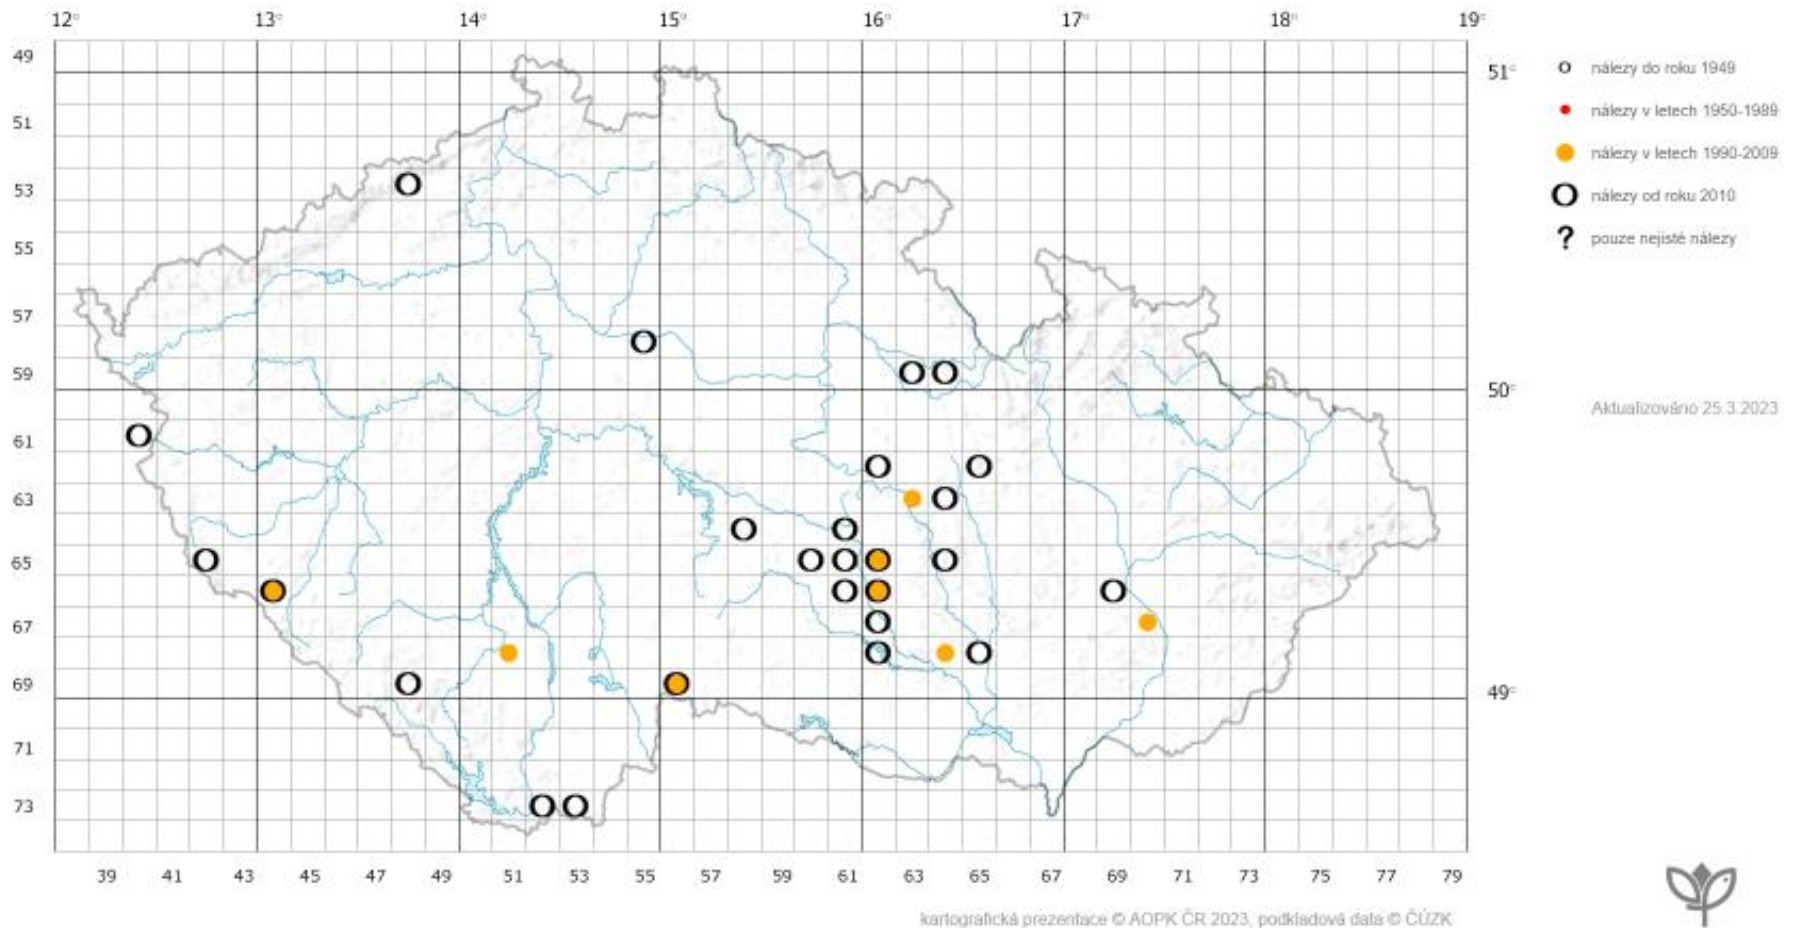 12° 13° 14° 15° 16° 17° 18° 19°
49
51°
51
53
55
57
59
50°
61
63
65
67
69
49°
71
73
39 41 43 45 47 49 51 53 55 57 59 61 63 65 67 69 71 73 75 77 79
nálezy do roku 1949
nálezy v letech 1950-1989
nálezy v letech 1990-2009
nálezy od roku 2010
? pouze nejisté nálezy
Aktualizováno 25.3.2023
kartografická prezentace © AOPK ČR 2023, podkladová data © ČÚZK